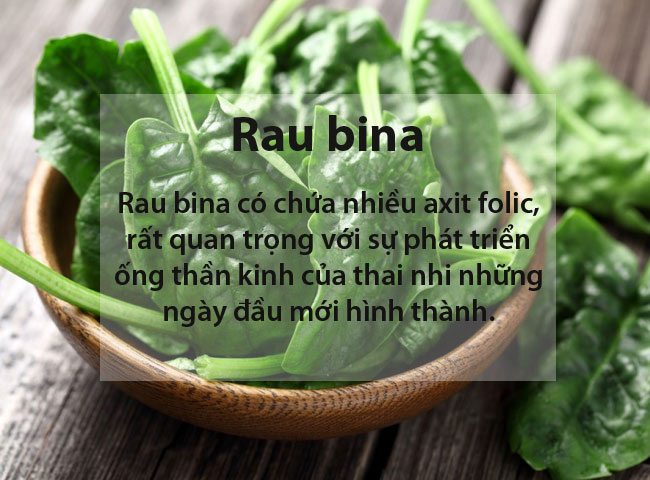 Rau bina
Rau bina có chứa nhiều axit folic,
rất quan trọng với sự phát triển
ống thần kinh của thai nhi những
ngày đầu mới hình thành.